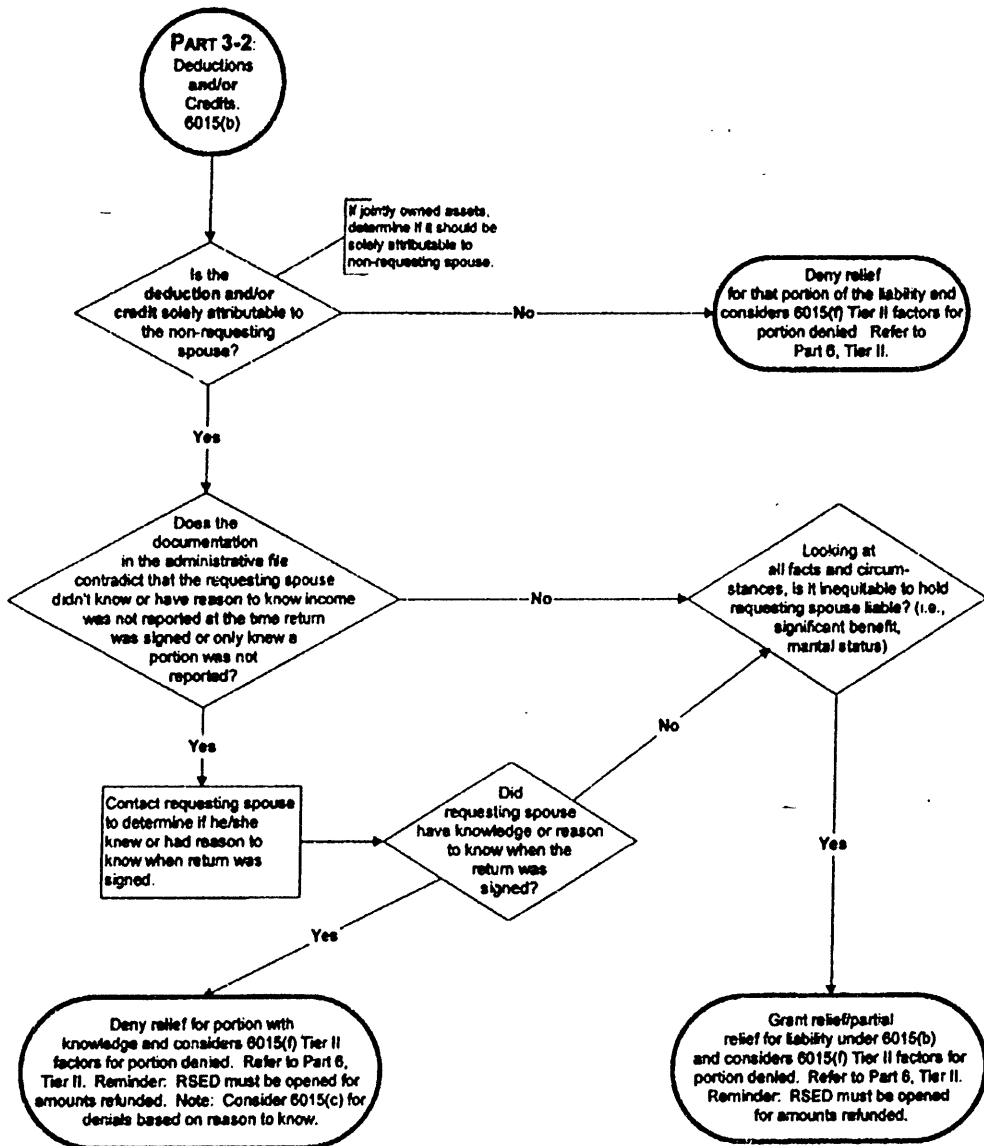 PART 3-2:
Deductions
and/or
Credits.
6015(b)
If jointly owned assets,
determine if it should be
solely attributable to
non-requesting spouse.
Is the
deduction and/or
credit solely attributable to
the non-requesting
spouse?
No
Deny relief
for that portion of the liability and
considers 6015(f) Tier II factors for
portion denied Refer to
Part 6, Tier II.
Yes
Does the
documentation
in the administrative file
contradict that the requesting spouse
didn't know or have reason to know income
was not reported at the time return
was signed or only knew a
portion was not
reported?
No
Looking at
all facts and circum-
stances, is it inequitable to hold
requesting spouse liable? (i.e.,
significant benefit,
marital status)
Yes
No
Contact requesting spouse
to determine if he/she
knew or had reason to
know when return was
signed.
Did
requesting spouse
have knowledge or reason
to know when the
return was
signed?
Yes
Yes
Deny relief for portion with
knowledge and considers 6015(f) Tier II
factors for portion denied. Refer to Part 6,
Tier II. Reminder: RSED must be opened for
amounts refunded. Note: Consider 6015(c) for
denials based on reason to know.
Grant relief/partial
relief for liability under 6015(b)
and considers 6015(f) Tier II factors for
portion denied. Refer to Part 6, Tier II.
Reminder: RSED must be opened
for amounts refunded.